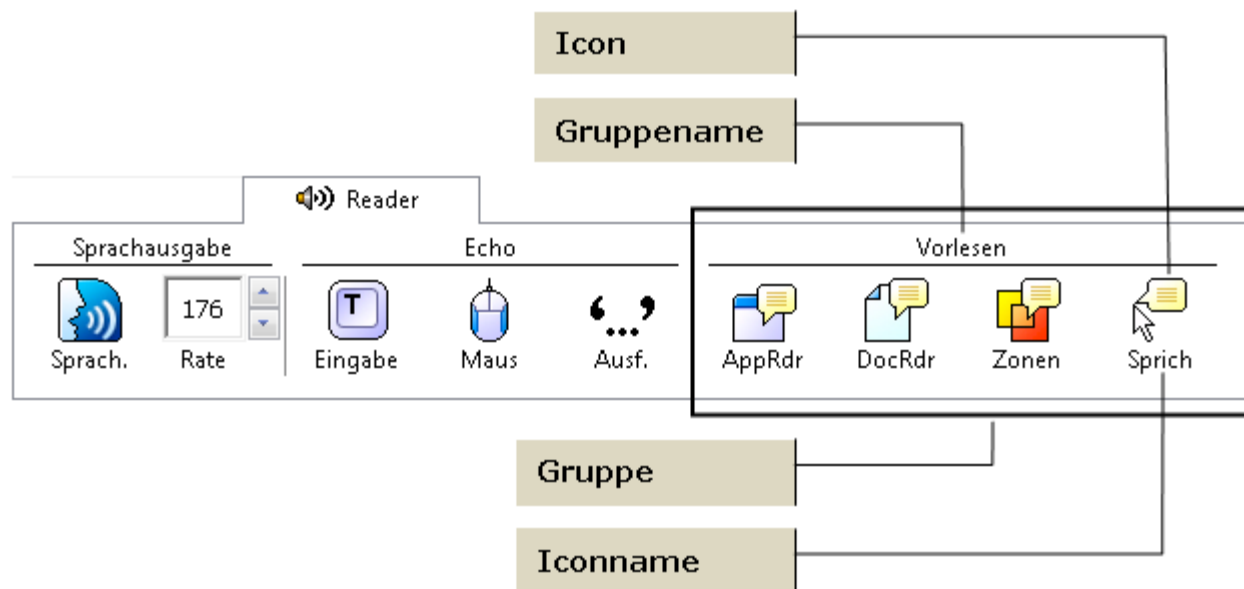 Icon
Gruppename
Reader
Sprachausgabe Echo Vorlesen
176
T
Sprach. Rate Eingabe Maus Ausf. AppRdr DocRdr Zonen Sprich
Gruppe
Iconname